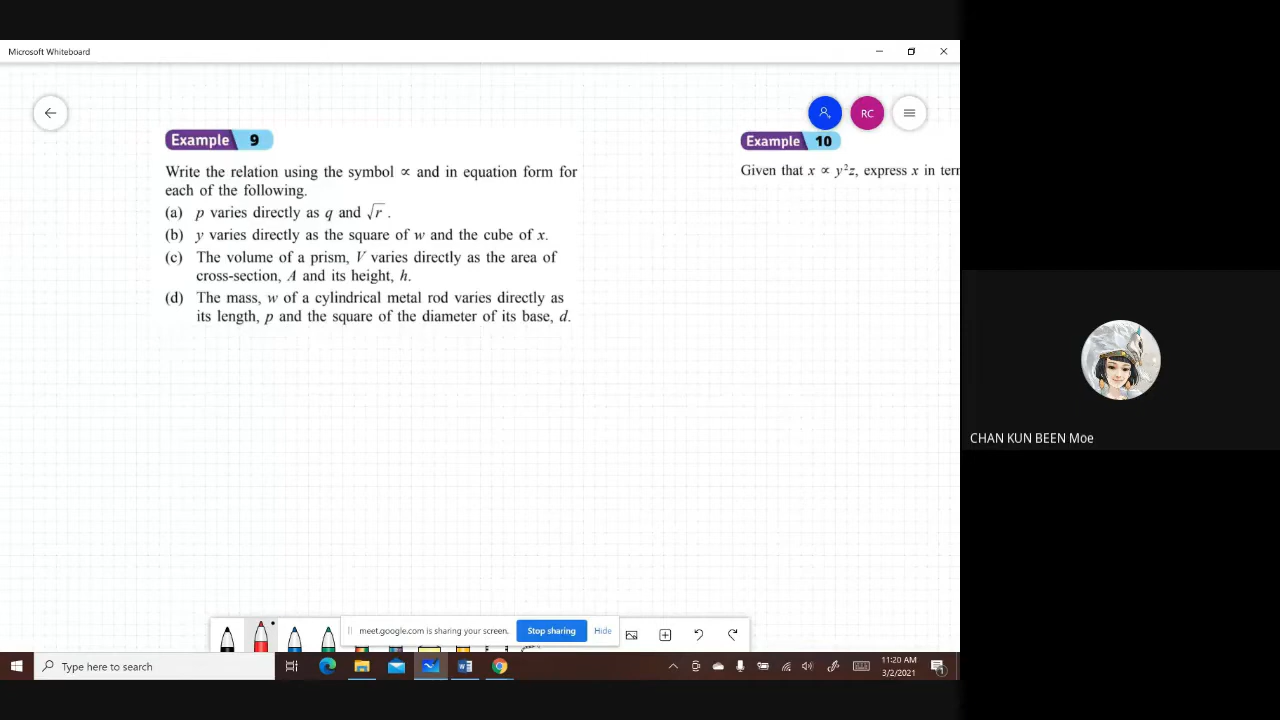 Microsoft Whiteboard
RC
Example 9
Write the relation using the symbol ∝ and in equation form for
each of the following.
(a) p varies directly as q and √r .
(b) y varies directly as the square of w and the cube of x.
(c) The volume of a prism, V varies directly as the area of
cross-section, A and its height, h.
(d) The mass, w of a cylindrical metal rod varies directly as
its length, p and the square of the diameter of its base, d.
Example 10
Given that x ∝ y²z, express x in term
CHAN KUN BEEN Moe
meet.google.com is sharing your screen.
Stop sharing
Hide
Type here to search
11:20 AM
3/2/2021
1